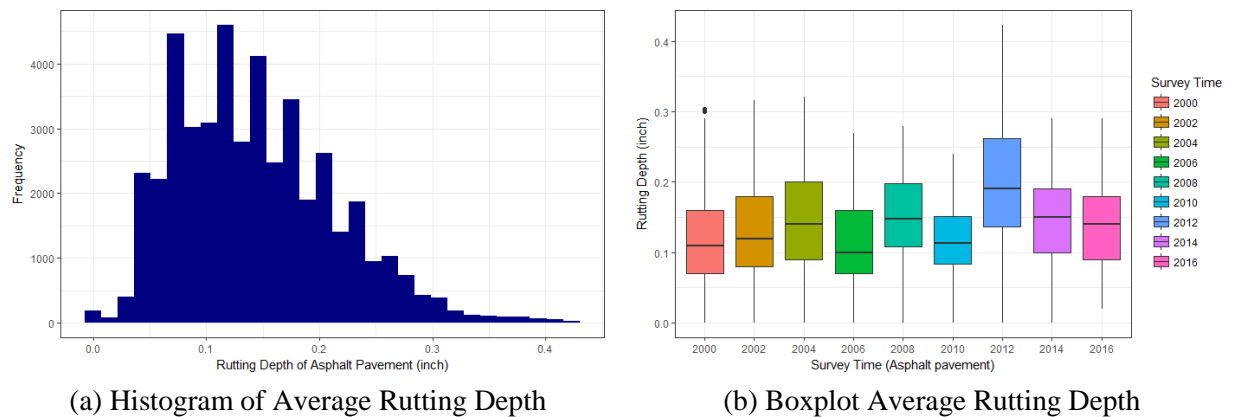 4000
3000
2000
1000
0
Frequency
0.0 0.1 0.2 0.3 0.4
Rutting Depth of Asphalt Pavement (inch)
(a) Histogram of Average Rutting Depth
0.4
0.3
0.2
0.1
0.0
Rutting Depth (inch)
2000 2002 2004 2006 2008 2010 2012 2014 2016
Survey Time (Asphalt pavement)
Survey Time
2000
2002
2004
2006
2008
2010
2012
2014
2016
(b) Boxplot Average Rutting Depth